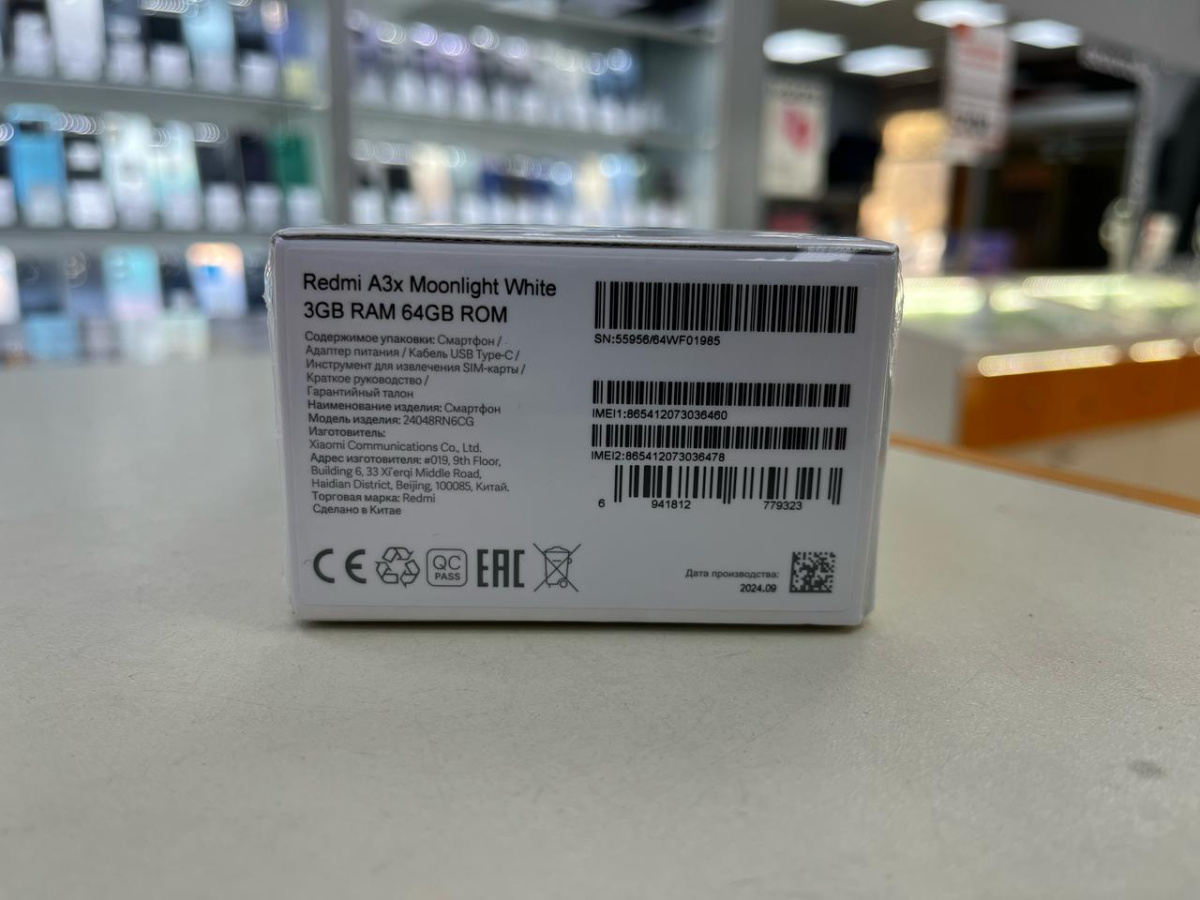 Redmi A3x Moonlight White
3GB RAM 64GB ROM
Содержимое упаковки: Смартфон /
Адаптер питания / Кабель USB Type-C /
Инструмент для извлечения SIM-карты /
Краткое руководство /
Гарантийный талон
Наименование изделия: Смартфон
Модель изделия: 24048RN6CG
Изготовитель:
Xiaomi Communications Co., Ltd.
Адрес изготовителя: #019, 9th Floor,
Building 6, 33 Xi'erqi Middle Road,
Haidian District, Beijing, 100085, Китай.
Торговая марка: Redmi
Сделано в Китае
SN:55956/64WF01985
IMEI1:865412073036460
IMEI2:865412073036478
6 941812 779323
CE
QC
PASS
EAC
Дата производства:
2024.09